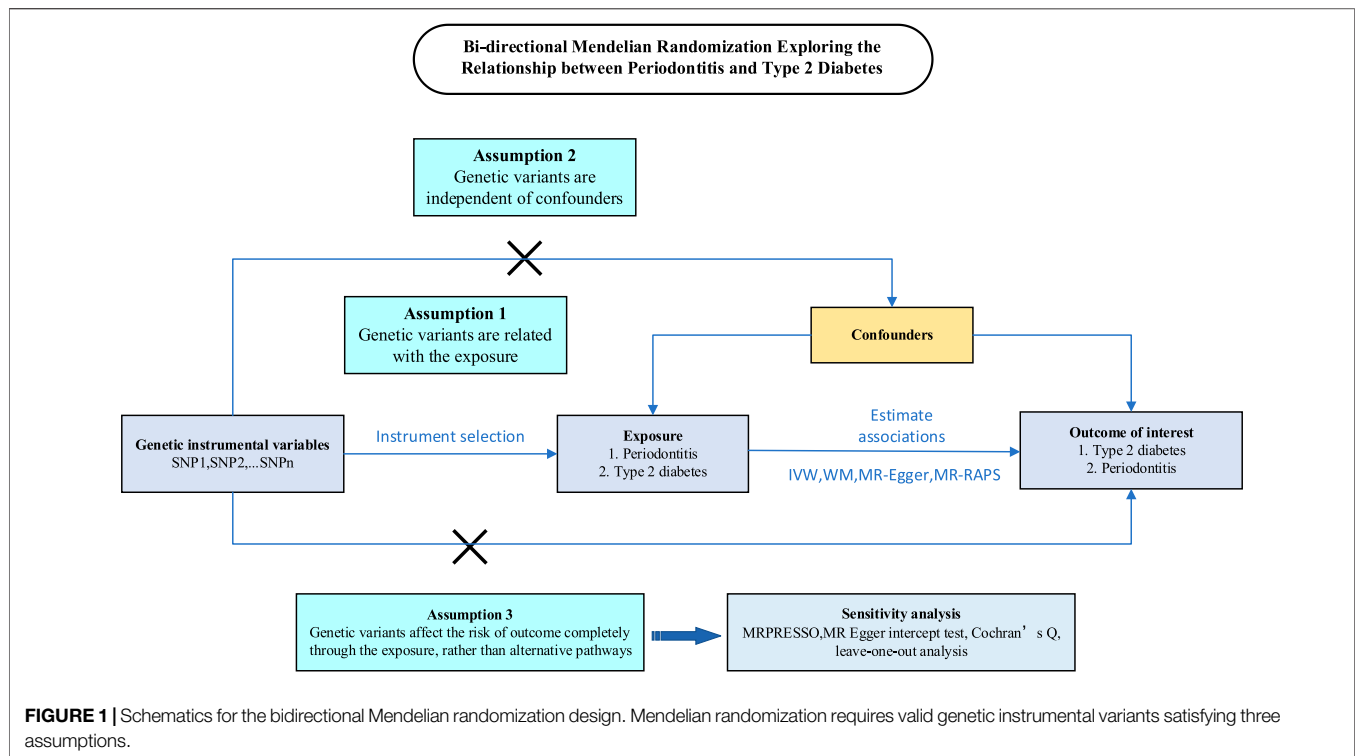 Bi-directional Mendelian Randomization Exploring the
Relationship between Periodontitis and Type 2 Diabetes
Assumption 2
Genetic variants are
independent of confounders
Assumption 1
Genetic variants are related
with the exposure
Confounders
Genetic instrumental variables
SNP1,SNP2,...SNPn
Instrument selection
Exposure
1. Periodontitis
2. Type 2 diabetes
Estimate
associations
IVW,WM,MR-Egger,MR-RAPS
Outcome of interest
1. Type 2 diabetes
2. Periodontitis
Assumption 3
Genetic variants affect the risk of outcome completely
through the exposure, rather than alternative pathways
Sensitivity analysis
MRPRESSO,MR Egger intercept test, Cochran’s Q,
leave-one-out analysis
FIGURE 1 | Schematics for the bidirectional Mendelian randomization design. Mendelian randomization requires valid genetic instrumental variants satisfying three
assumptions.